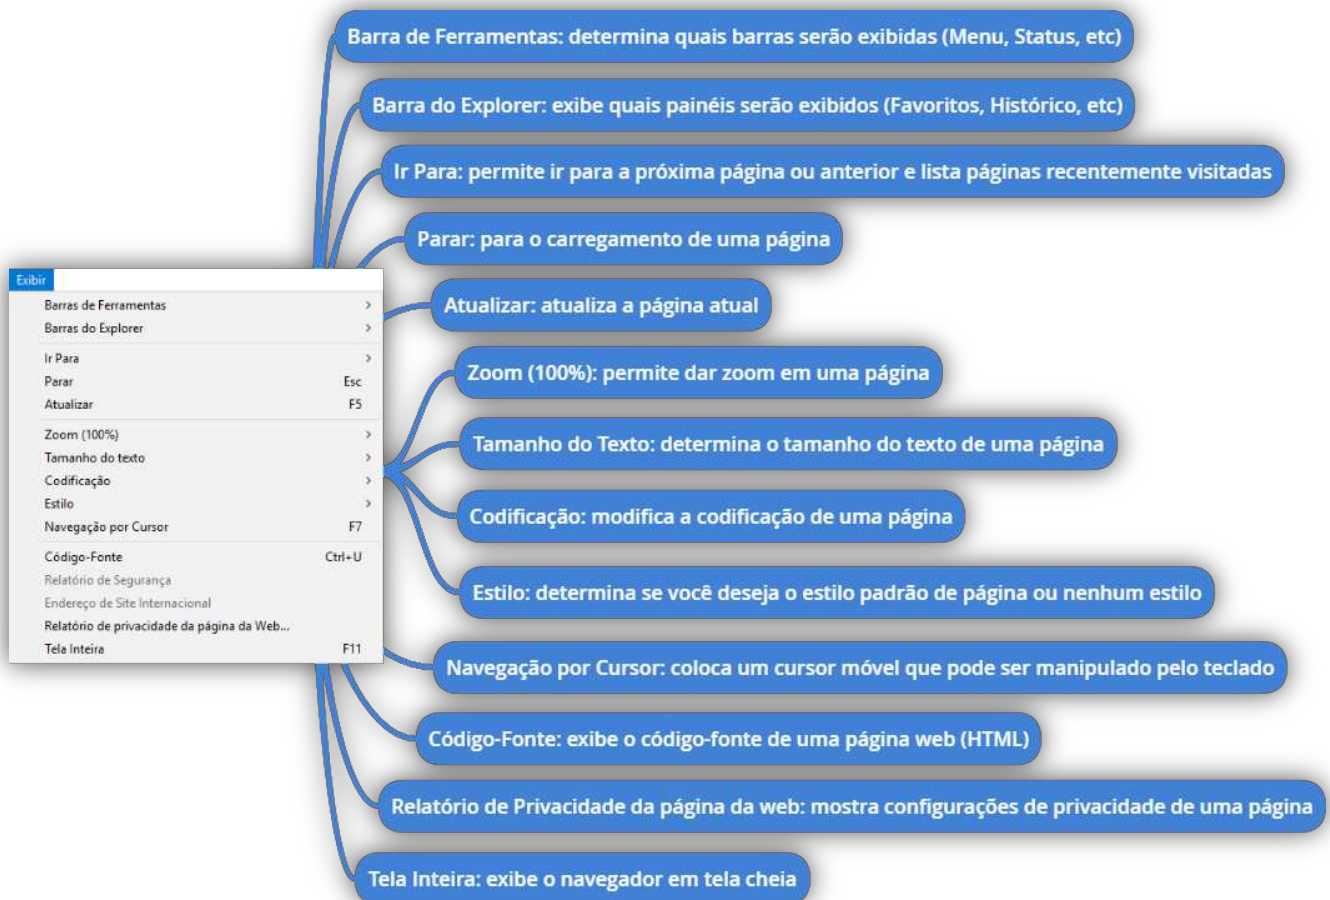 Barra de Ferramentas: determina quais barras serão exibidas (Menu, Status, etc)
Barra do Explorer: exibe quais painéis serão exibidos (Favoritos, Histórico, etc)
Ir Para: permite ir para a próxima página ou anterior e lista páginas recentemente visitadas
Parar: para o carregamento de uma página
Atualizar: atualiza a página atual
Zoom (100%): permite dar zoom em uma página
Tamanho do Texto: determina o tamanho do texto de uma página
Codificação: modifica a codificação de uma página
Estilo: determina se você deseja o estilo padrão de página ou nenhum estilo
Navegação por Cursor: coloca um cursor móvel que pode ser manipulado pelo teclado
Código-Fonte: exibe o código-fonte de uma página web (HTML)
Relatório de Privacidade da página da web: mostra configurações de privacidade de uma página
Tela Inteira: exibe o navegador em tela cheia
Exibir
Barras de Ferramentas >
Barras do Explorer >
Ir Para >
Parar Esc
Atualizar F5
Zoom (100%) >
Tamanho do texto >
Codificação >
Estilo >
Navegação por Cursor F7
Código-Fonte Ctrl+U
Relatório de Segurança
Endereço de Site Internacional
Relatório de privacidade da página da Web...
Tela Inteira F11